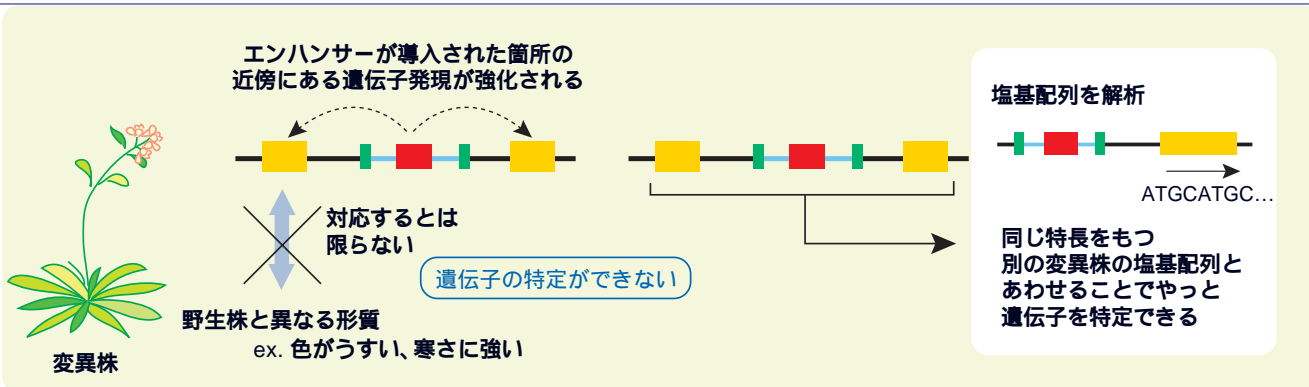 エンハンサーが導入された箇所の
近傍にある遺伝子発現が強化される
対応するとは
限らない
遺伝子の特定ができない
野生株と異なる形質
ex. 色がうすい、寒さに強い
変異株
塩基配列を解析
ATGCATGC…
同じ特長をもつ
別の変異株の塩基配列と
あわせることでやっと
遺伝子を特定できる